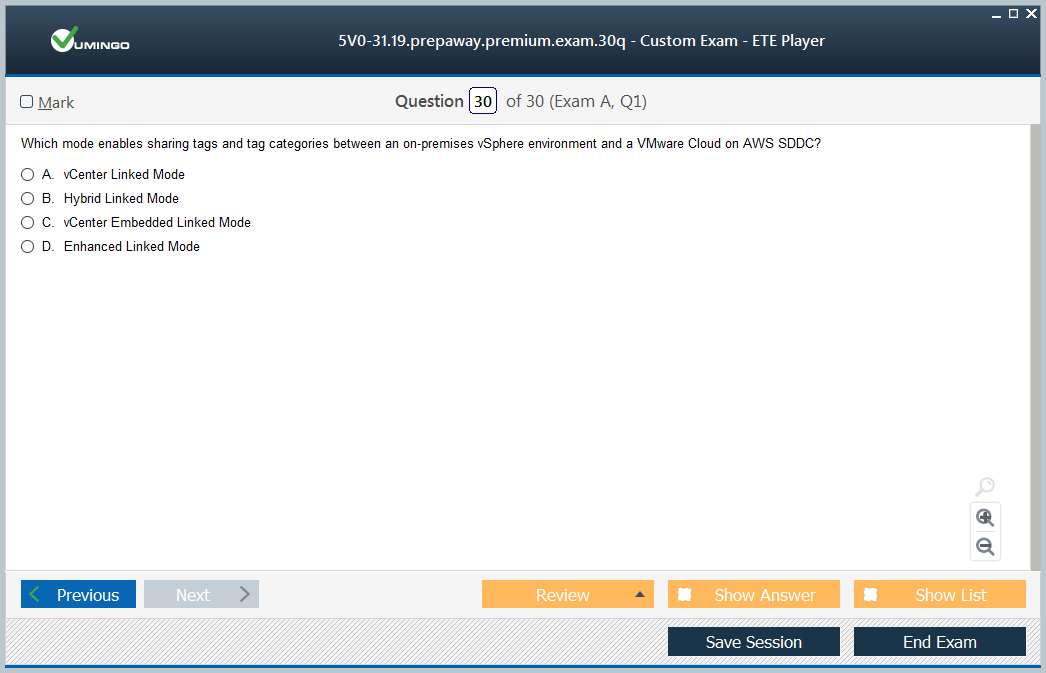 VUMINGO
5V0-31.19.prepaway.premium.exam.30q - Custom Exam - ETE Player
Mark
Question 30 of 30 (Exam A, Q1)
Which mode enables sharing tags and tag categories between an on-premises vSphere environment and a VMware Cloud on AWS SDDC?
A. vCenter Linked Mode
B. Hybrid Linked Mode
C. vCenter Embedded Linked Mode
D. Enhanced Linked Mode
Previous
Next
Review
Show Answer
Show List
Save Session
End Exam